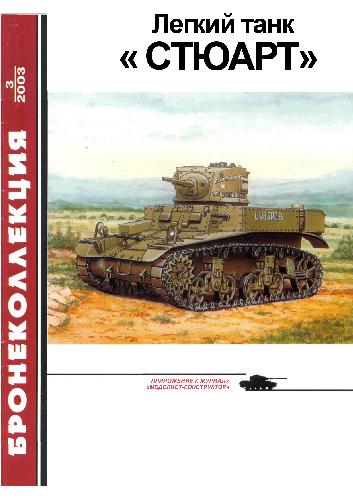 Легкий танк
« СТЮАРТ»
3
2003
БРОНЕКОЛЛЕКЦИЯ
ПРИЛОЖЕНИЕ К ЖУРНАЛУ
«МОДЕЛИСТ-КОНСТРУКТОР»